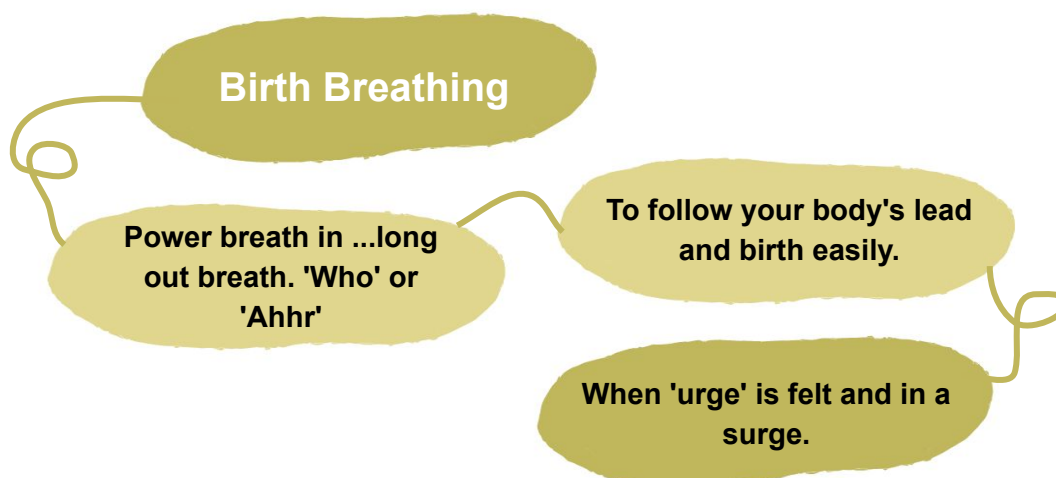 Birth Breathing
Power breath in ...long
out breath. 'Who' or
'Ahhr'
To follow your body's lead
and birth easily.
When 'urge' is felt and in a
surge.